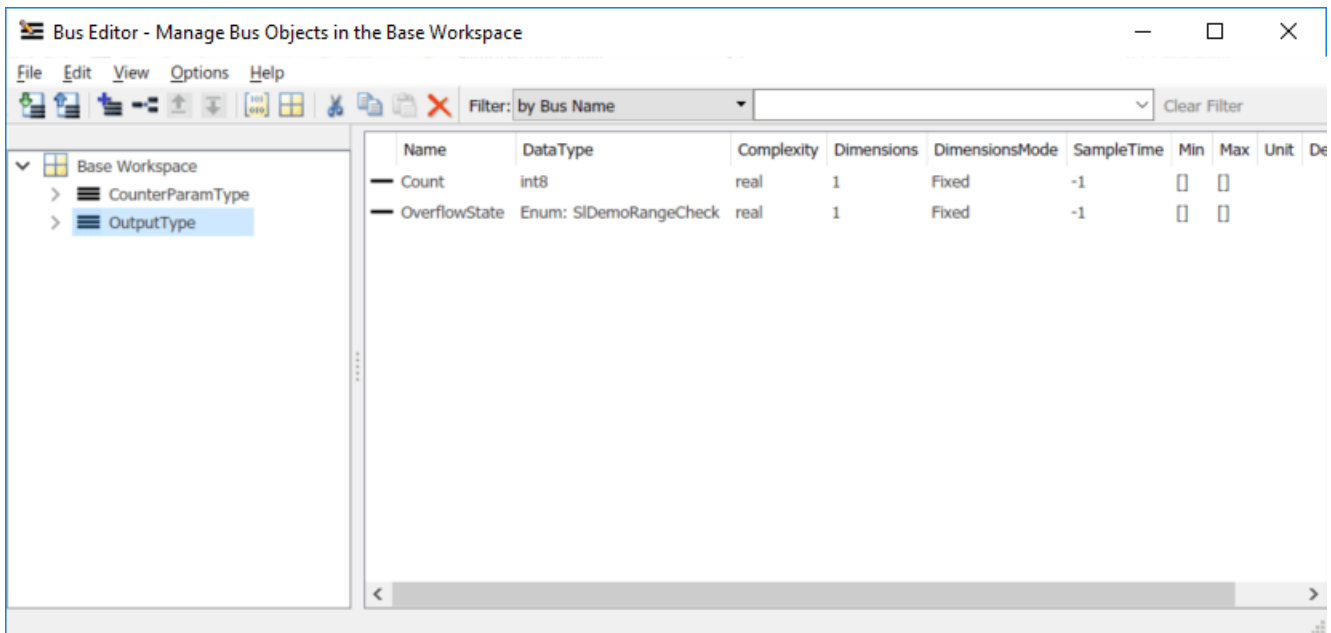 Bus Editor - Manage Bus Objects in the Base Workspace
File Edit View Options Help
Filter: by Bus Name Clear Filter
Base Workspace
CounterParamType
OutputType
Name DataType Complexity Dimensions DimensionsMode SampleTime Min Max Unit De
Count int8 real 1 Fixed -1 [] []
OverflowState Enum: SlDemoRangeCheck real 1 Fixed -1 [] []